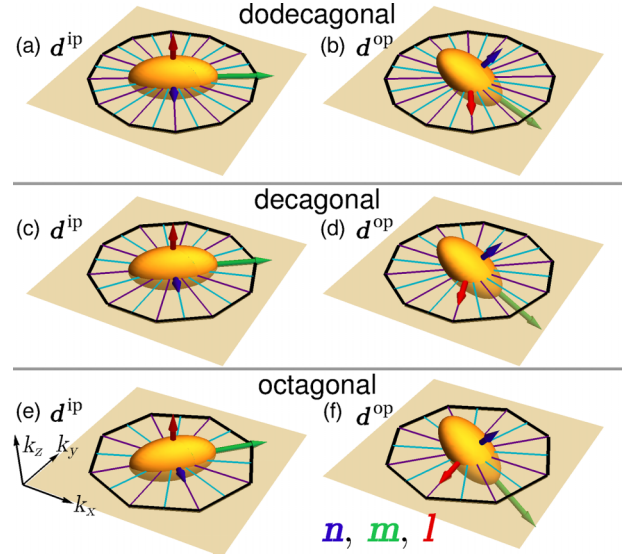 dodecagonal
(a) d^ip (b) d^op
decagonal
(c) d^ip (d) d^op
octagonal
(e) d^ip (f) d^op
k_z k_y
k_x
n, m, l